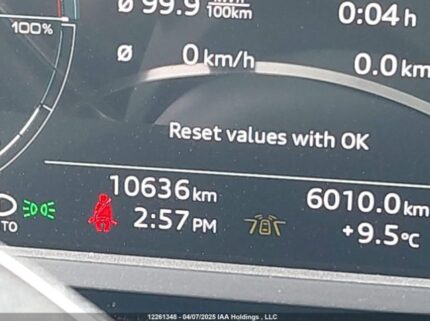 Ø 99.9 kWh/100km 0:04 h
100%
Ø 0 km/h 0.0 km
Reset values with OK
10636 km 6010.0 km
TO 2:57 PM +9.5°C
12261348 - 04/07/2025 IAA Holdings , LLC